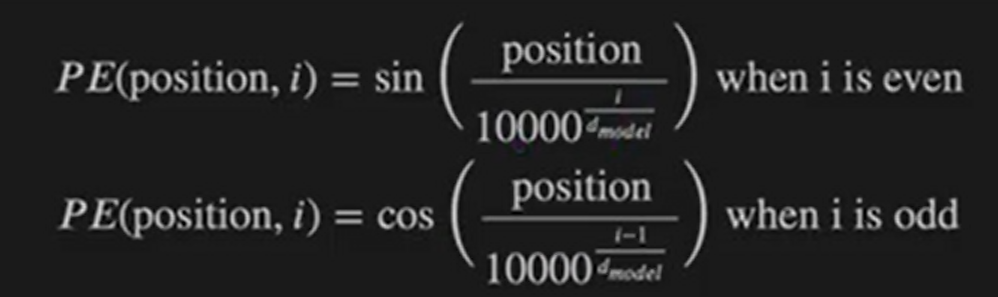 PE(position, i) = sin ( position / 10000^(i / d_model) ) when i is even
PE(position, i) = cos ( position / 10000^(i−1 / d_model) ) when i is odd